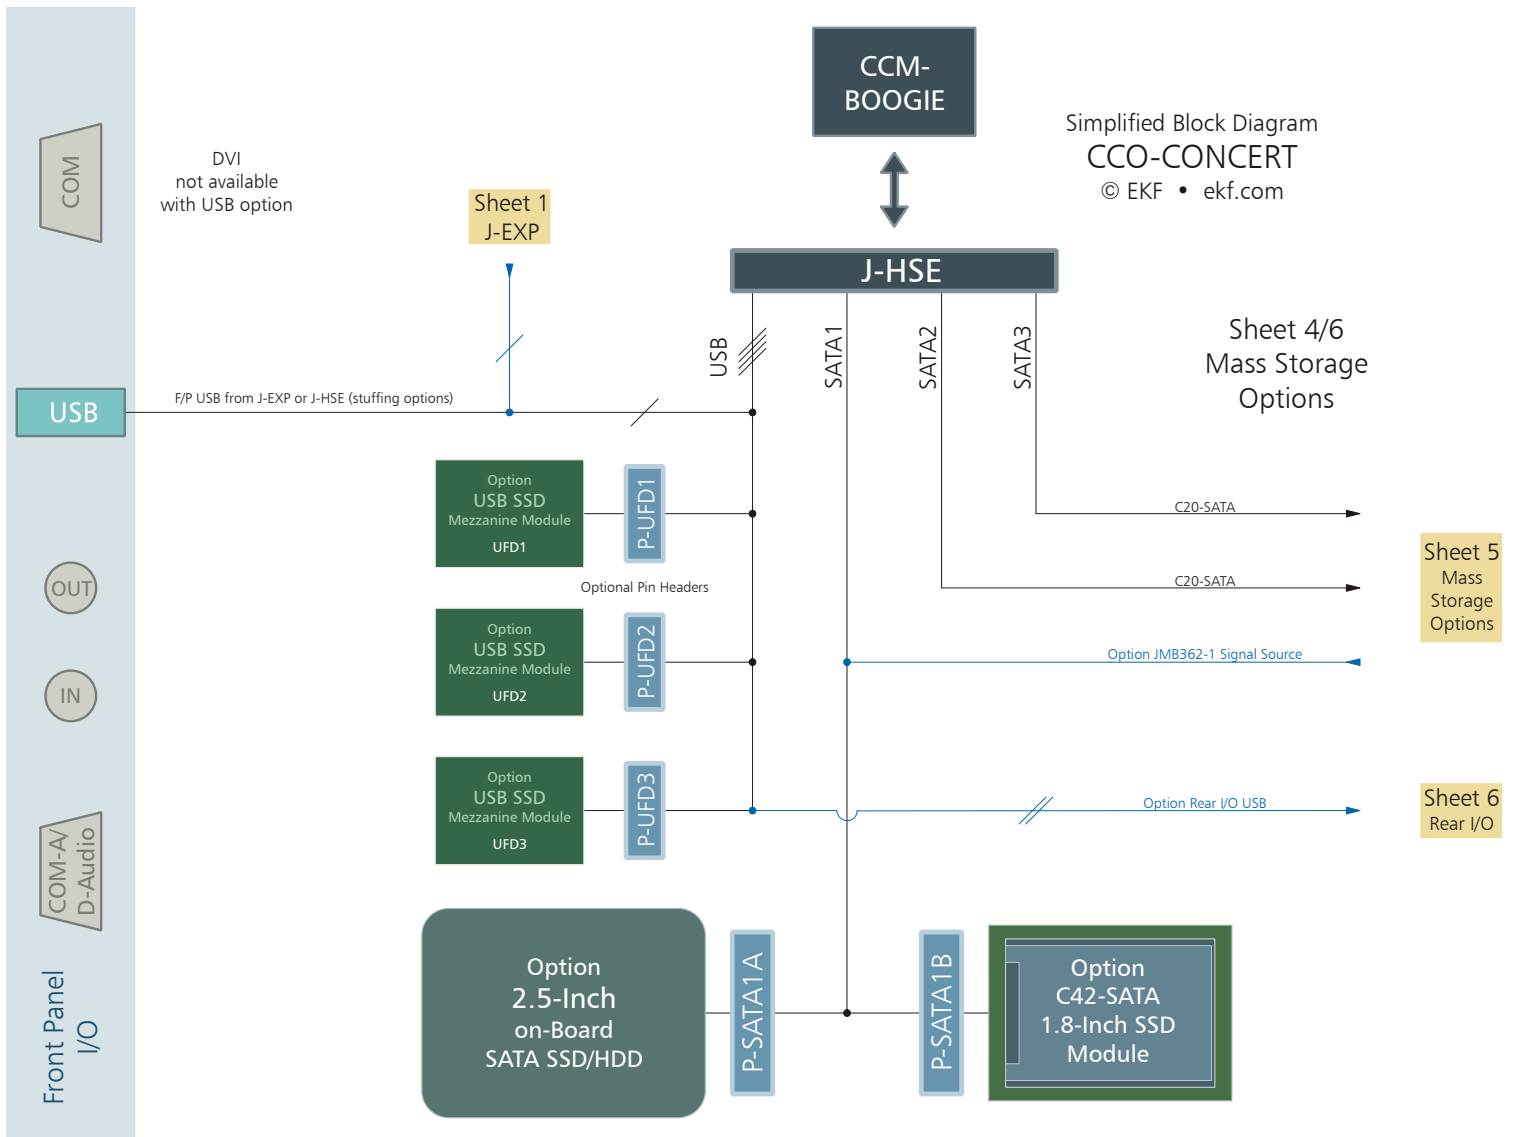 CCM-
BOOGIE
Simplified Block Diagram
CCO-CONCERT
© EKF • ekf.com
COM
DVI
not available
with USB option
Sheet 1
J-EXP
J-HSE
USB
SATA1
SATA2
SATA3
Sheet 4/6
Mass Storage
Options
USB
F/P USB from J-EXP or J-HSE (stuffing options)
Option
USB SSD
Mezzanine Module
UFD1
P-UFD1
C20-SATA
Optional Pin Headers
C20-SATA
Sheet 5
Mass
Storage
Options
OUT
Option
USB SSD
Mezzanine Module
UFD2
P-UFD2
Option JMB362-1 Signal Source
IN
Option
USB SSD
Mezzanine Module
UFD3
P-UFD3
Option Rear I/O USB
Sheet 6
Rear I/O
COM-A/
D-Audio
Front Panel
I/O
Option
2.5-Inch
on-Board
SATA SSD/HDD
P-SATA1A
P-SATA1B
Option
C42-SATA
1.8-Inch SSD
Module